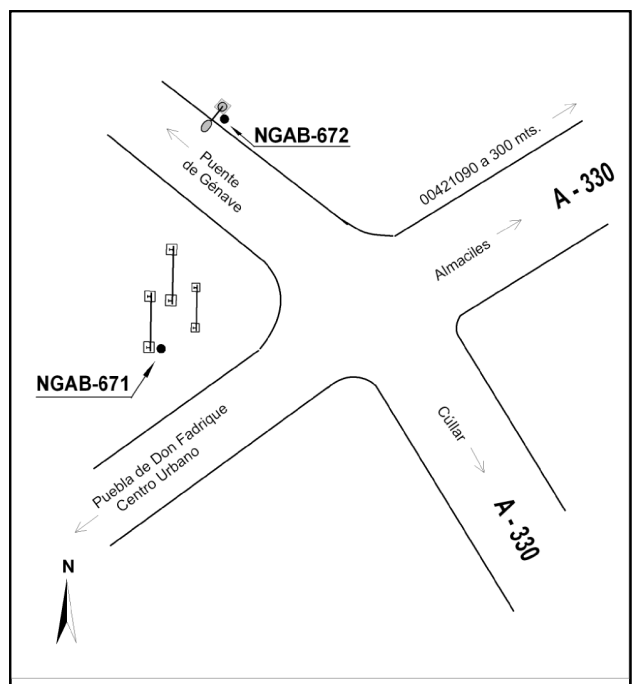 NGAB-672
Puente
de Génave
00421090 a 300 mts.
A - 330
Almaciles
NGAB-671
Cúllar
Puebla de Don Fadrique
Centro Urbano
A - 330
N